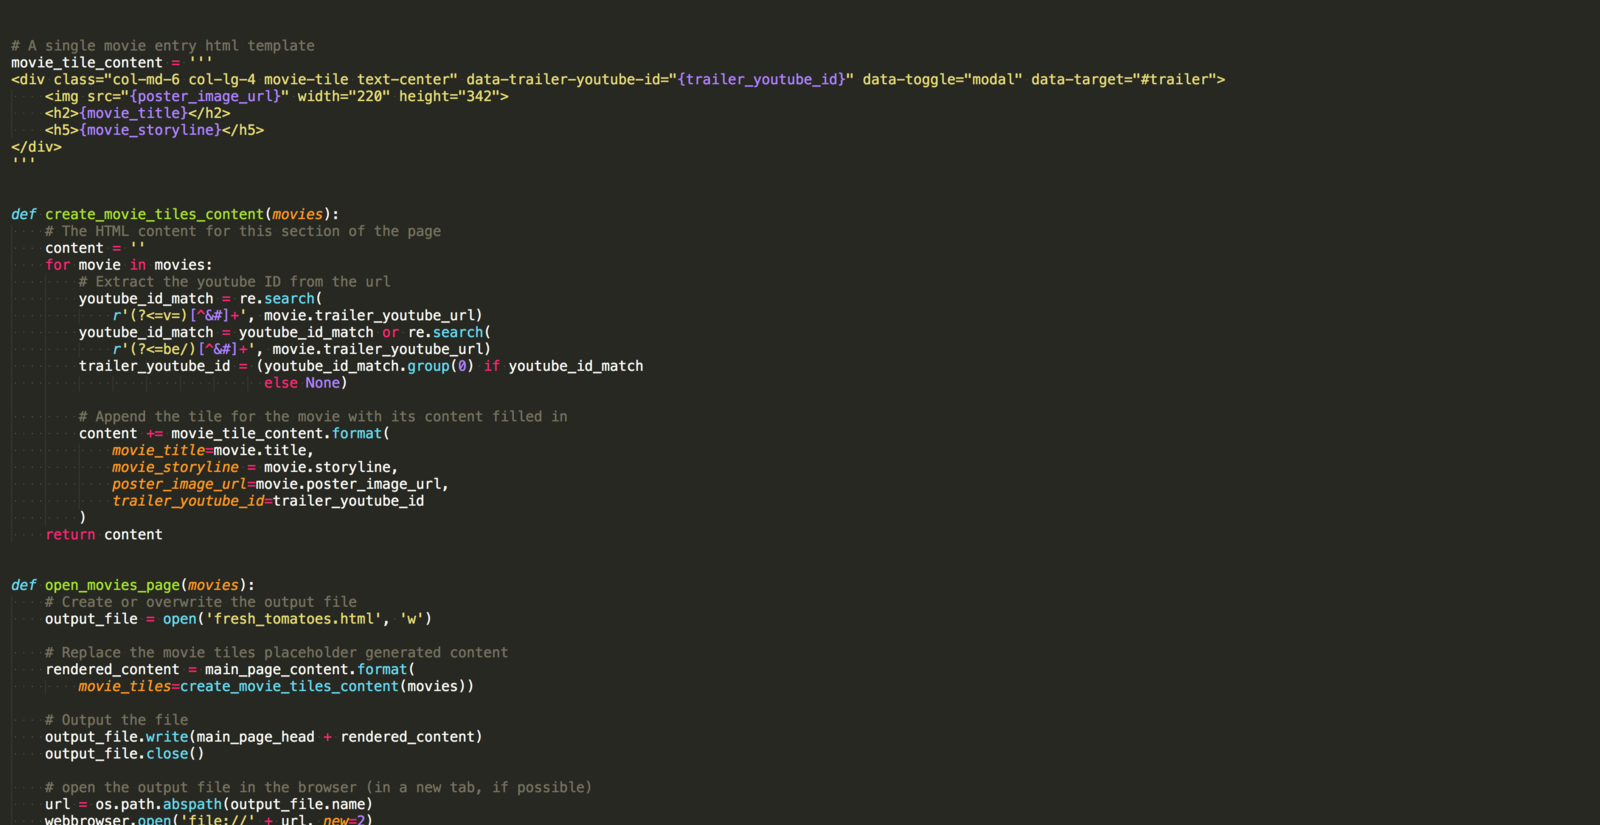 # A single movie entry html template
movie_tile_content = '''
<div class="col-md-6 col-lg-4 movie-tile text-center" data-trailer-youtube-id="{trailer_youtube_id}" data-toggle="modal" data-target="#trailer">
    <img src="{poster_image_url}" width="220" height="342">
    <h2>{movie_title}</h2>
    <h5>{movie_storyline}</h5>
</div>
'''
def create_movie_tiles_content(movies):
    # The HTML content for this section of the page
    content = ''
    for movie in movies:
        # Extract the youtube ID from the url
        youtube_id_match = re.search(
            r'(?<=v=)[^&#]+', movie.trailer_youtube_url)
        youtube_id_match = youtube_id_match or re.search(
            r'(?<=be/)[^&#]+', movie.trailer_youtube_url)
        trailer_youtube_id = (youtube_id_match.group(0) if youtube_id_match
                              else None)
        # Append the tile for the movie with its content filled in
        content += movie_tile_content.format(
            movie_title=movie.title,
            movie_storyline = movie.storyline,
            poster_image_url=movie.poster_image_url,
            trailer_youtube_id=trailer_youtube_id
        )
    return content
def open_movies_page(movies):
    # Create or overwrite the output file
    output_file = open('fresh_tomatoes.html', 'w')
    # Replace the movie tiles placeholder generated content
    rendered_content = main_page_content.format(
        movie_tiles=create_movie_tiles_content(movies))
    # Output the file
    output_file.write(main_page_head + rendered_content)
    output_file.close()
    # open the output file in the browser (in a new tab, if possible)
    url = os.path.abspath(output_file.name)
    webbrowser.open('file://' + url, new=2)